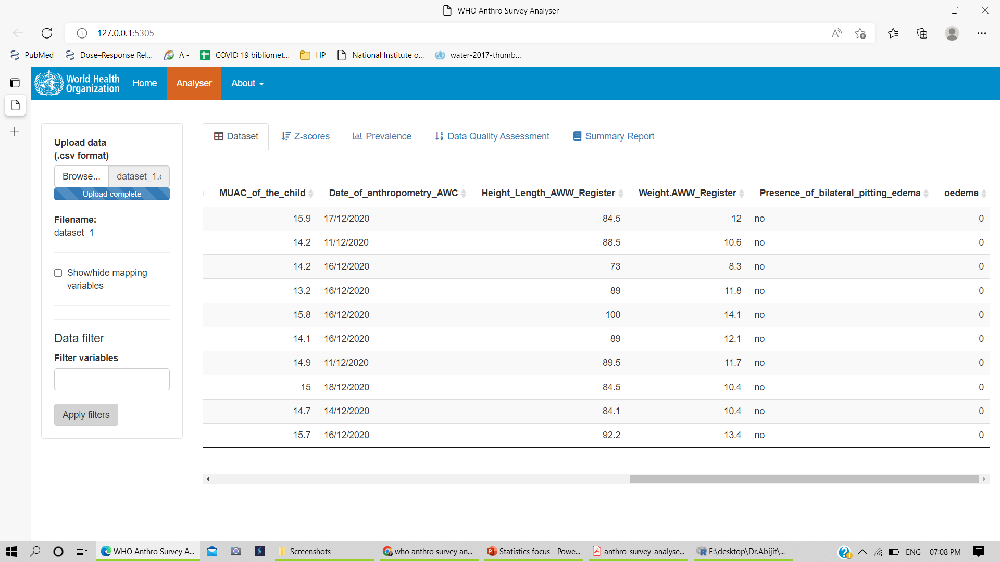 WHO Anthro Survey Analyser
127.0.0.1:5305
PubMed
Dose–Response Rel...
A -
COVID 19 bibliomet...
HP
National Institute o...
water-2017-thumb...
World Health
Organization
Home
Analyser
About
Upload data
(.csv format)
Browse...
dataset_1.c
Upload complete
Filename:
dataset_1
Show/hide mapping
variables
Data filter
Filter variables
Apply filters
Dataset
Z-scores
Prevalence
Data Quality Assessment
Summary Report
MUAC_of_the_child Date_of_anthropometry_AWC Height_Length_AWW_Register Weight.AWW_Register Presence_of_bilateral_pitting_edema oedema
15.9 17/12/2020 84.5 12 no 0
14.2 11/12/2020 88.5 10.6 no 0
14.2 16/12/2020 73 8.3 no 0
13.2 16/12/2020 89 11.8 no 0
15.8 16/12/2020 100 14.1 no 0
14.1 16/12/2020 89 12.1 no 0
14.9 11/12/2020 89.5 11.7 no 0
15 18/12/2020 84.5 10.4 no 0
14.7 14/12/2020 84.1 10.4 no 0
15.7 16/12/2020 92.2 13.4 no 0
WHO Anthro Survey A...
Screenshots
who anthro survey an...
Statistics focus - Powe...
anthro-survey-analyse...
E:\desktop\Dr.Abijit\...
ENG
07:08 PM